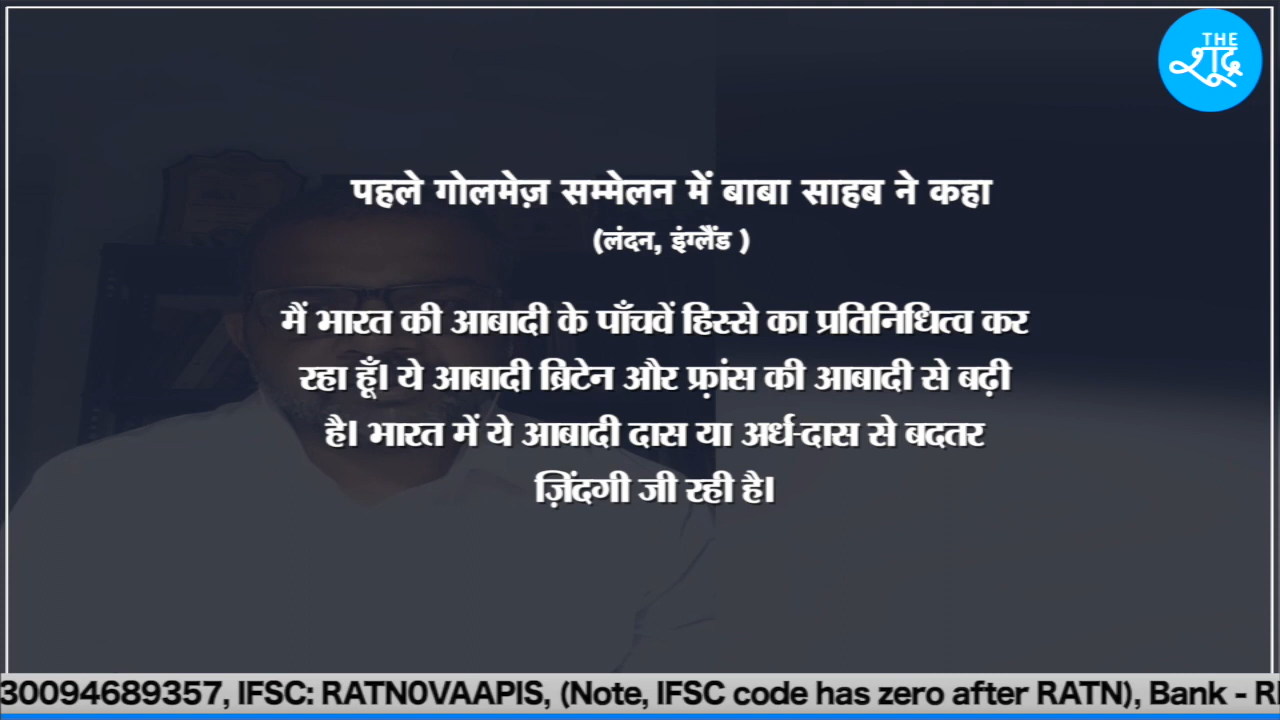 THE
शूद्र
पहले गोलमेज़ सम्मेलन में बाबा साहब ने कहा
(लंदन, इंग्लैंड )
मैं भारत की आबादी के पाँचवें हिस्से का प्रतिनिधित्व कर
रहा हूँ। ये आबादी ब्रिटेन और फ़्रांस की आबादी से बढ़ी
है। भारत में ये आबादी दास या अर्ध-दास से बदतर
ज़िंदगी जी रही है।
30094689357, IFSC: RATN0VAAPIS, (Note, IFSC code has zero after RATN), Bank - R